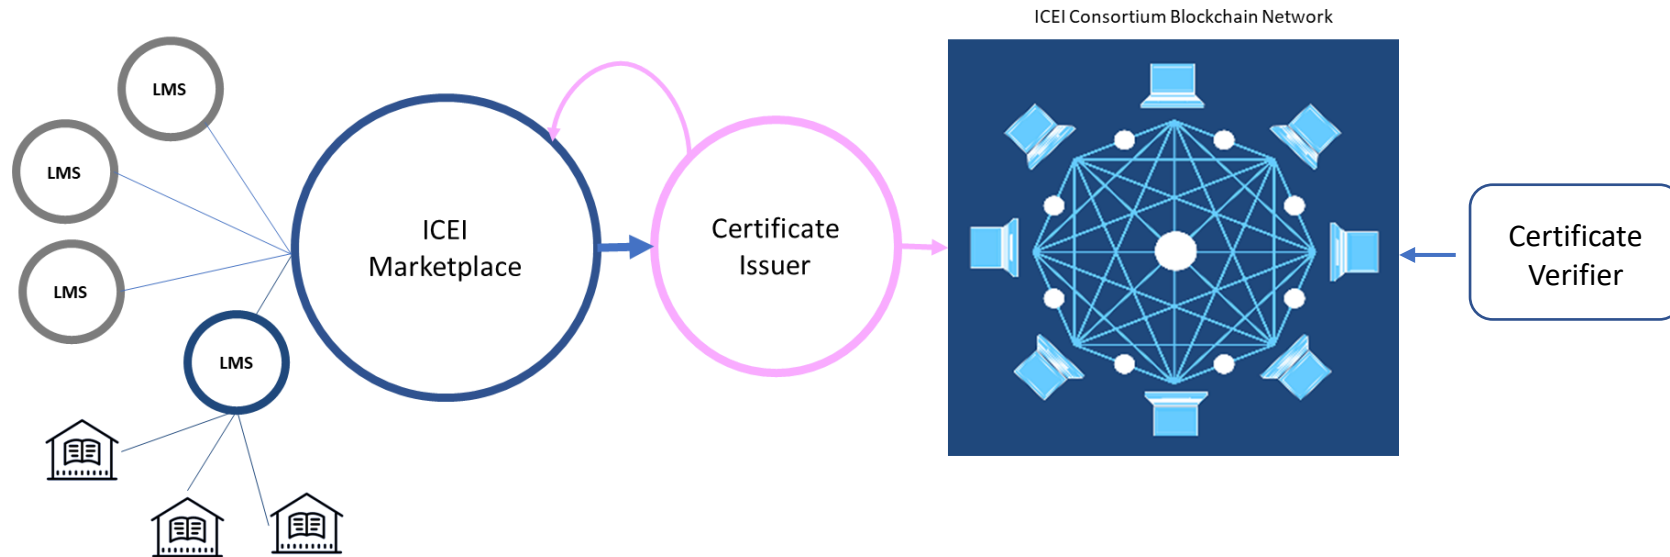 ICEI Consortium Blockchain Network
LMS
LMS
LMS
LMS
ICEI
Marketplace
Certificate
Issuer
Certificate
Verifier